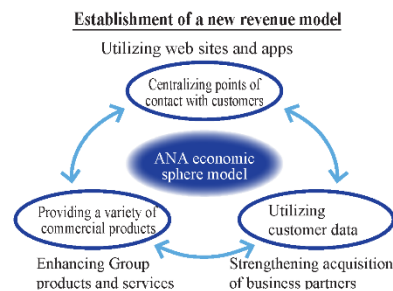 Establishment of a new revenue model
Utilizing web sites and apps
Centralizing points of
contact with customers
ANA economic
sphere model
Providing a variety of
commercial products
Utilizing
customer data
Enhancing Group
products and services
Strengthening acquisition
of business partners